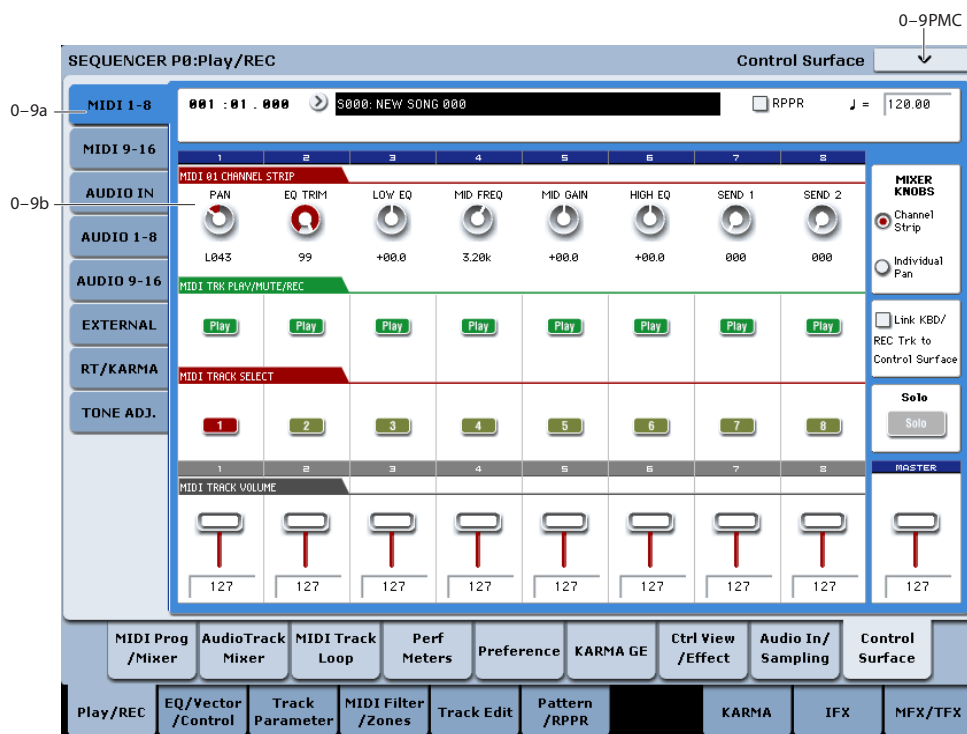 0–9PMC
SEQUENCER P0:Play/REC
Control Surface
0–9a
MIDI 1-8
001 :01 . 000
S000: NEW SONG 000
RPPR
♩ =
120.00
MIDI 9-16
1 2 3 4 5 6 7 8
MIDI 01 CHANNEL STRIP
0–9b
AUDIO IN
PAN EQ TRIM LOW EQ MID FREQ MID GAIN HIGH EQ SEND 1 SEND 2
MIXER
KNOBS
Channel
Strip
AUDIO 1-8
L043 99 +00.0 3.20k +00.0 +00.0 000 000
Individual
Pan
AUDIO 9-16
MIDI TRK PLAY/MUTE/REC
EXTERNAL
Play Play Play Play Play Play Play Play
Link KBD/
REC Trk to
Control Surface
RT/KARMA
MIDI TRACK SELECT
TONE ADJ.
1 2 3 4 5 6 7 8
Solo
Solo
1 2 3 4 5 6 7 8
MASTER
MIDI TRACK VOLUME
127 127 127 127 127 127 127 127 127
MIDI Prog
/Mixer
AudioTrack
Mixer
MIDI Track
Loop
Perf
Meters
Preference
KARMA GE
Ctrl View
/Effect
Audio In/
Sampling
Control
Surface
Play/REC
EQ/Vector
/Control
Track
Parameter
MIDI Filter
/Zones
Track Edit
Pattern
/RPPR
KARMA
IFX
MFX/TFX